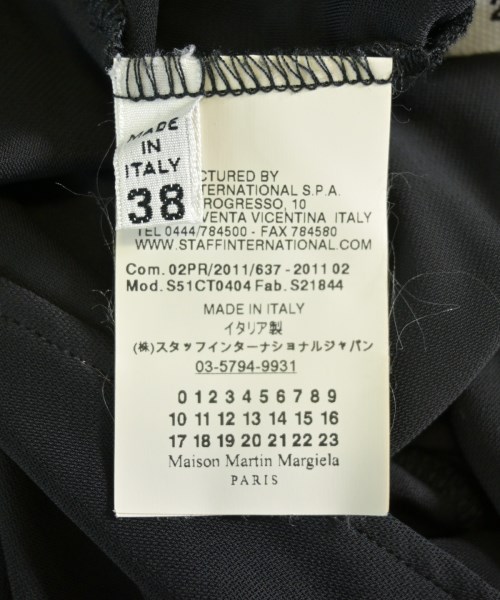 MADE
IN
ITALY
38
CTURED BY
NTERNATIONAL S.P.A.
ROGRESSO, 10
VENTA VICENTINA ITALY
TEL 0444/784500 - FAX 784580
WWW.STAFFINTERNATIONAL.COM
Com. 02PR/2011/637 - 2011 02
Mod. S51CT0404 Fab. S21844
MADE IN ITALY
イタリア製
(株)スタッフインターナショナルジャパン
03-5794-9931
0 1 2 3 4 5 6 7 8 9
10 11 12 13 14 15 16
17 18 19 20 21 22 23
Maison Martin Margiela
PARIS